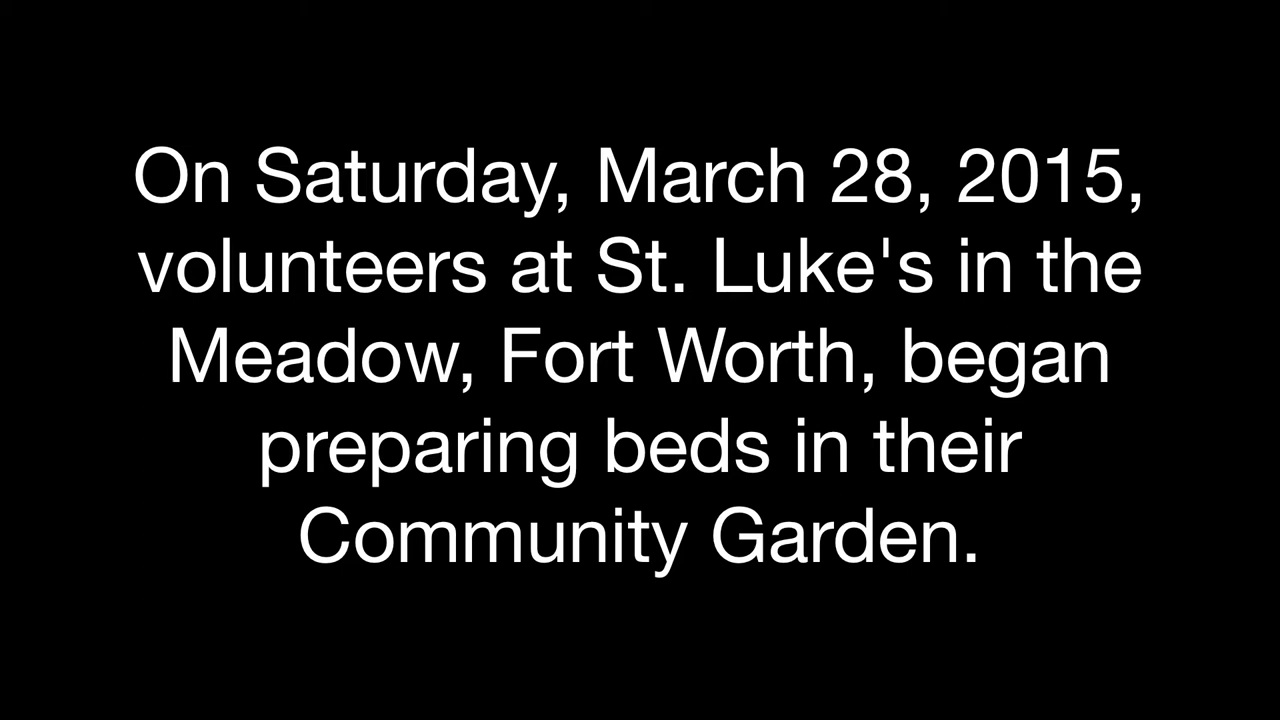 On Saturday, March 28, 2015,
volunteers at St. Luke's in the
Meadow, Fort Worth, began
preparing beds in their
Community Garden.